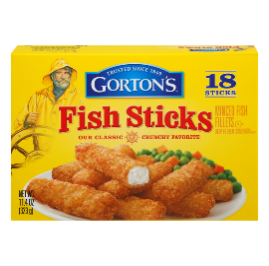 TRUSTED SINCE 1849
GORTON'S
18
STICKS
Fish Sticks
OUR CLASSIC CRUNCHY FAVORITE
MINCED FISH
FILLETS
NET WT.
11.4 OZ
(323g)